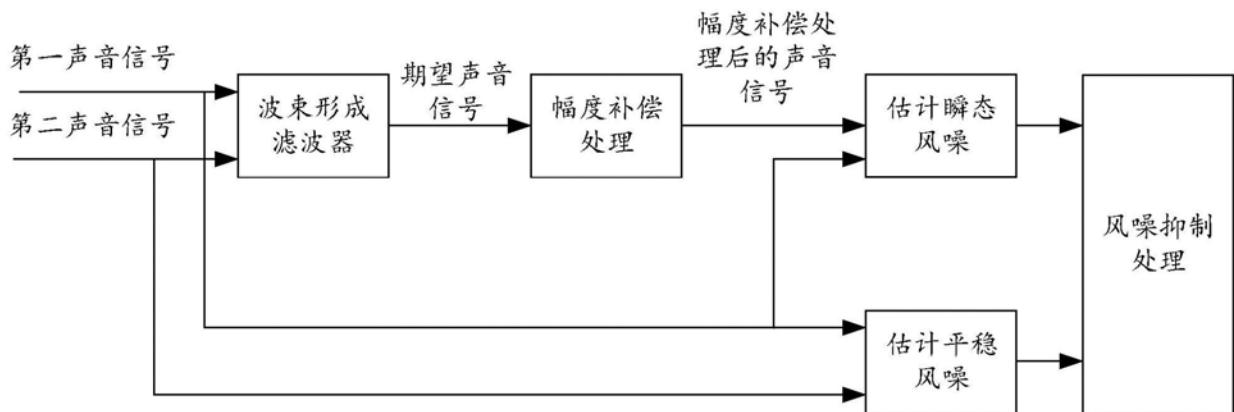 第一声音信号
第二声音信号
波束形成
滤波器
期望声音
信号
幅度补偿
处理
幅度补偿处
理后的声音
信号
估计瞬态
风噪
估计平稳
风噪
风噪抑制
处理